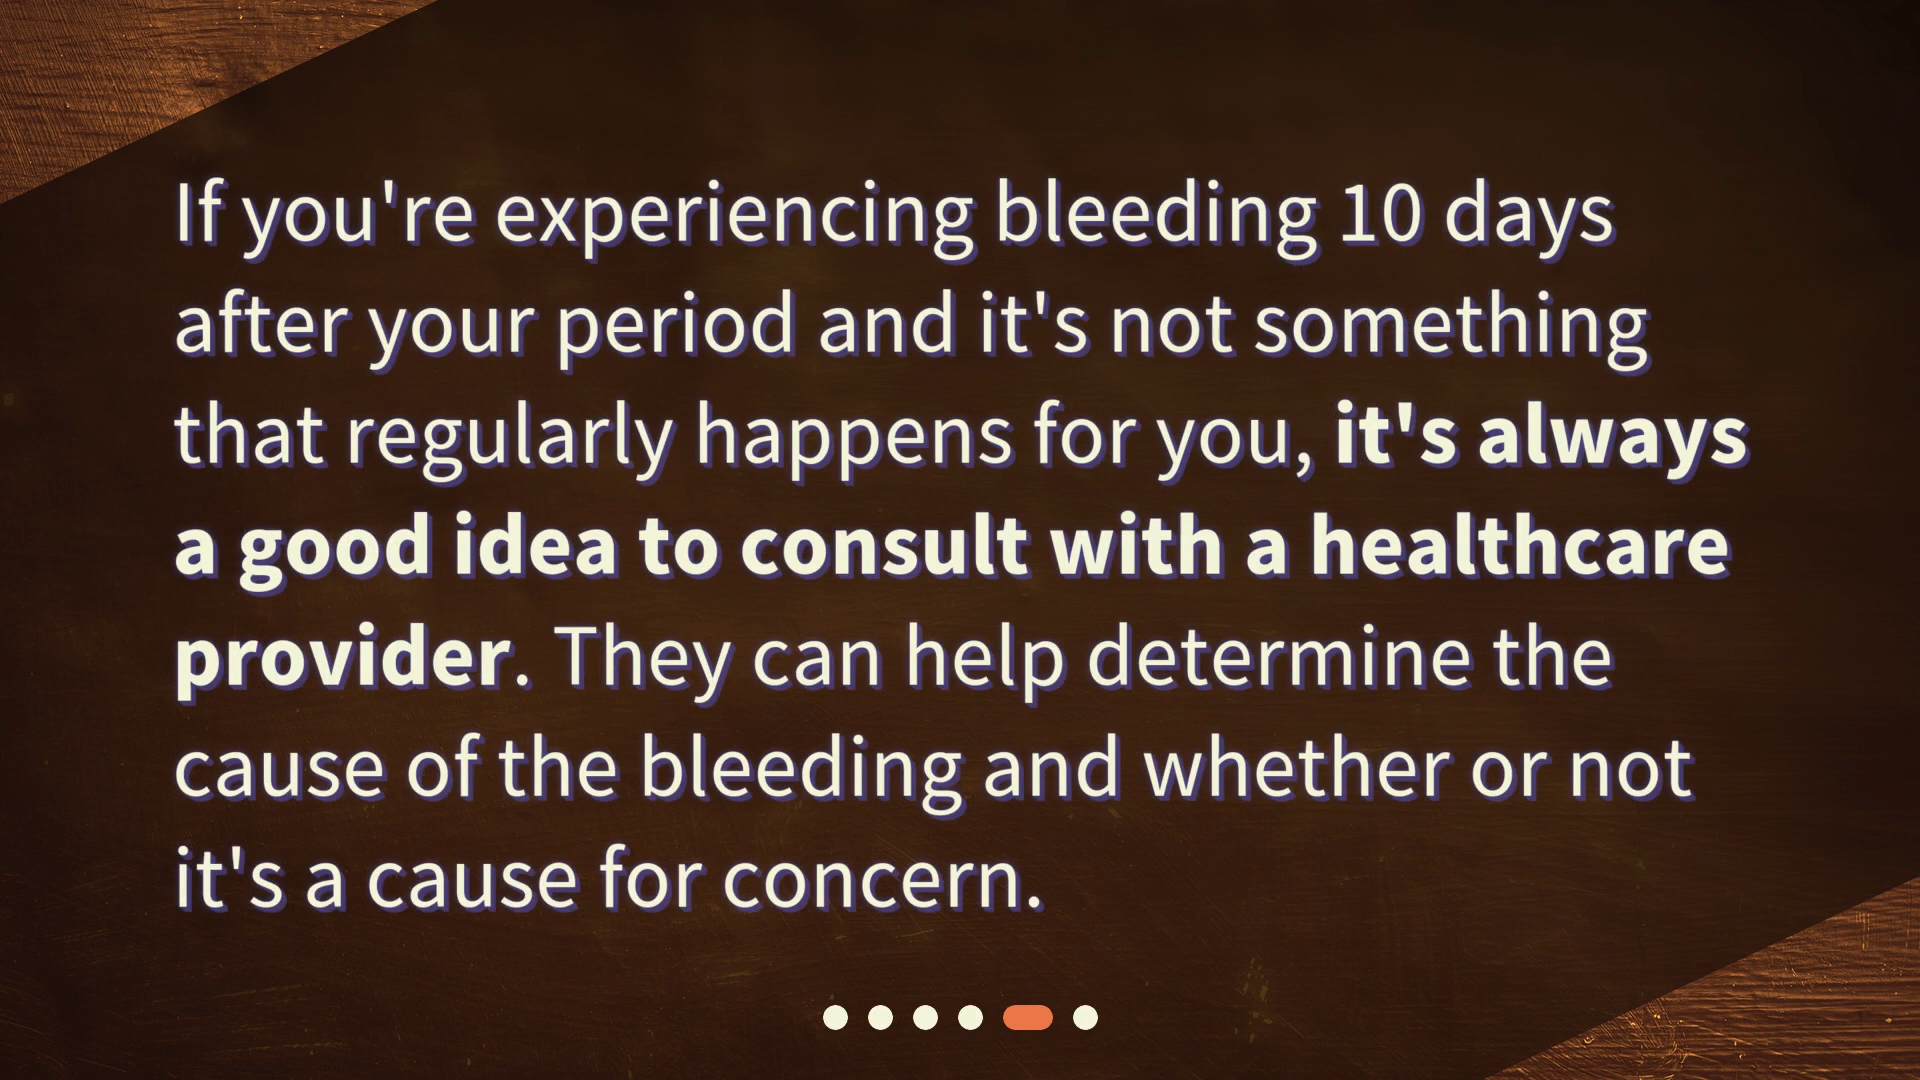 If you're experiencing bleeding 10 days
after your period and it's not something
that regularly happens for you, it's always
a good idea to consult with a healthcare
provider. They can help determine the
cause of the bleeding and whether or not
it's a cause for concern.